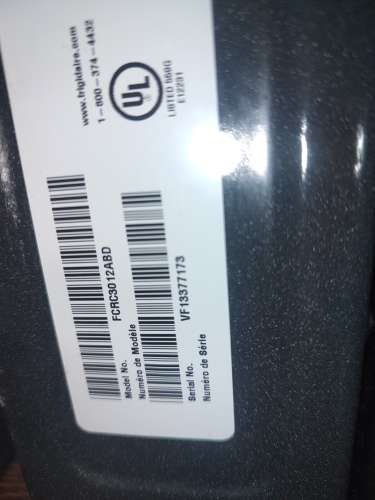 www.frigidaire.com
1-800-374-4432
UL
LISTED 560G
E12231
FCRC3012ABD
Model No.
Numéro de Modèle
VF13377173
Serial No.
Numéro de Série